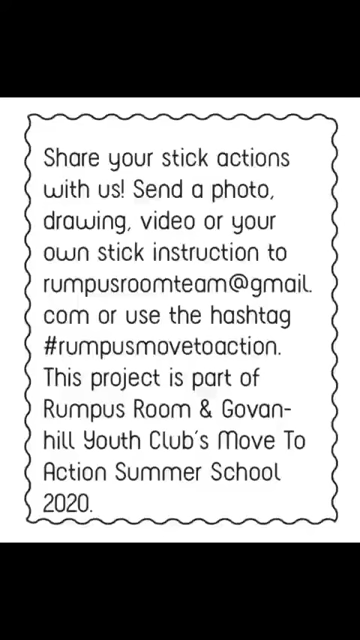 Share your stick actions
with us! Send a photo,
drawing, video or your
own stick instruction to
rumpusroomteam@gmail.
com or use the hashtag
#rumpusmovetoaction.
This project is part of
Rumpus Room & Govan-
hill Youth Club's Move To
Action Summer School
2020.